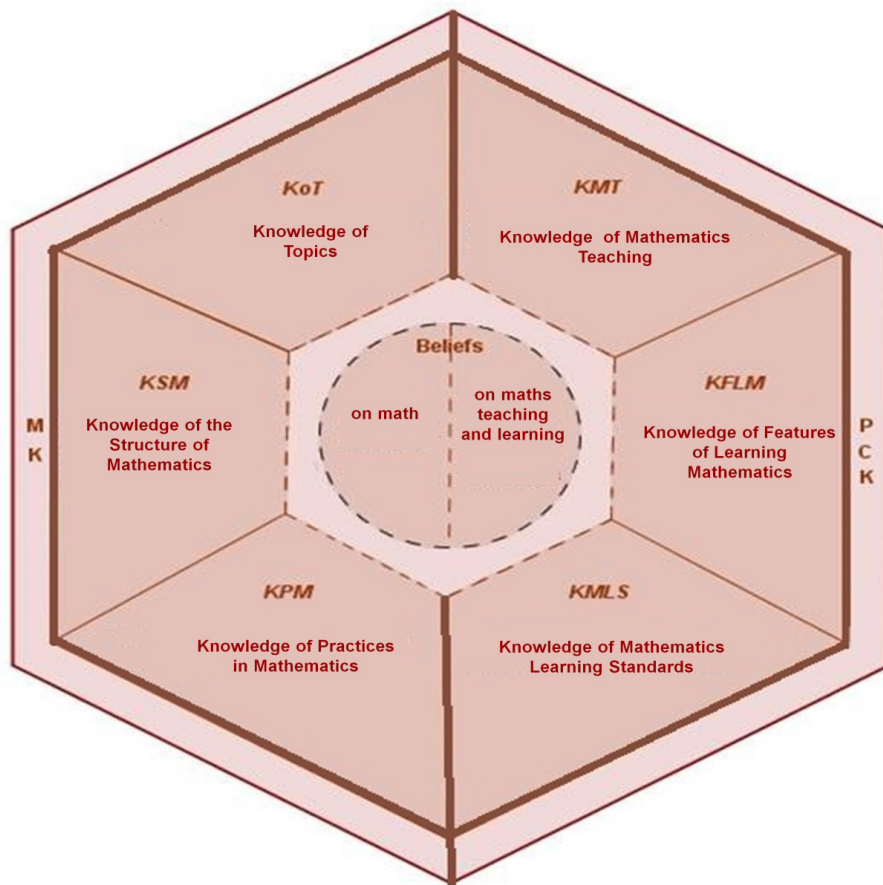 KoT
Knowledge of
Topics
KMT
Knowledge of Mathematics
Teaching
KSM
Knowledge of the
Structure of
Mathematics
M
K
Beliefs
on math
on maths
teaching
and learning
KFLM
Knowledge of Features
of Learning
Mathematics
P
C
K
KPM
Knowledge of Practices
in Mathematics
KMLS
Knowledge of Mathematics
Learning Standards